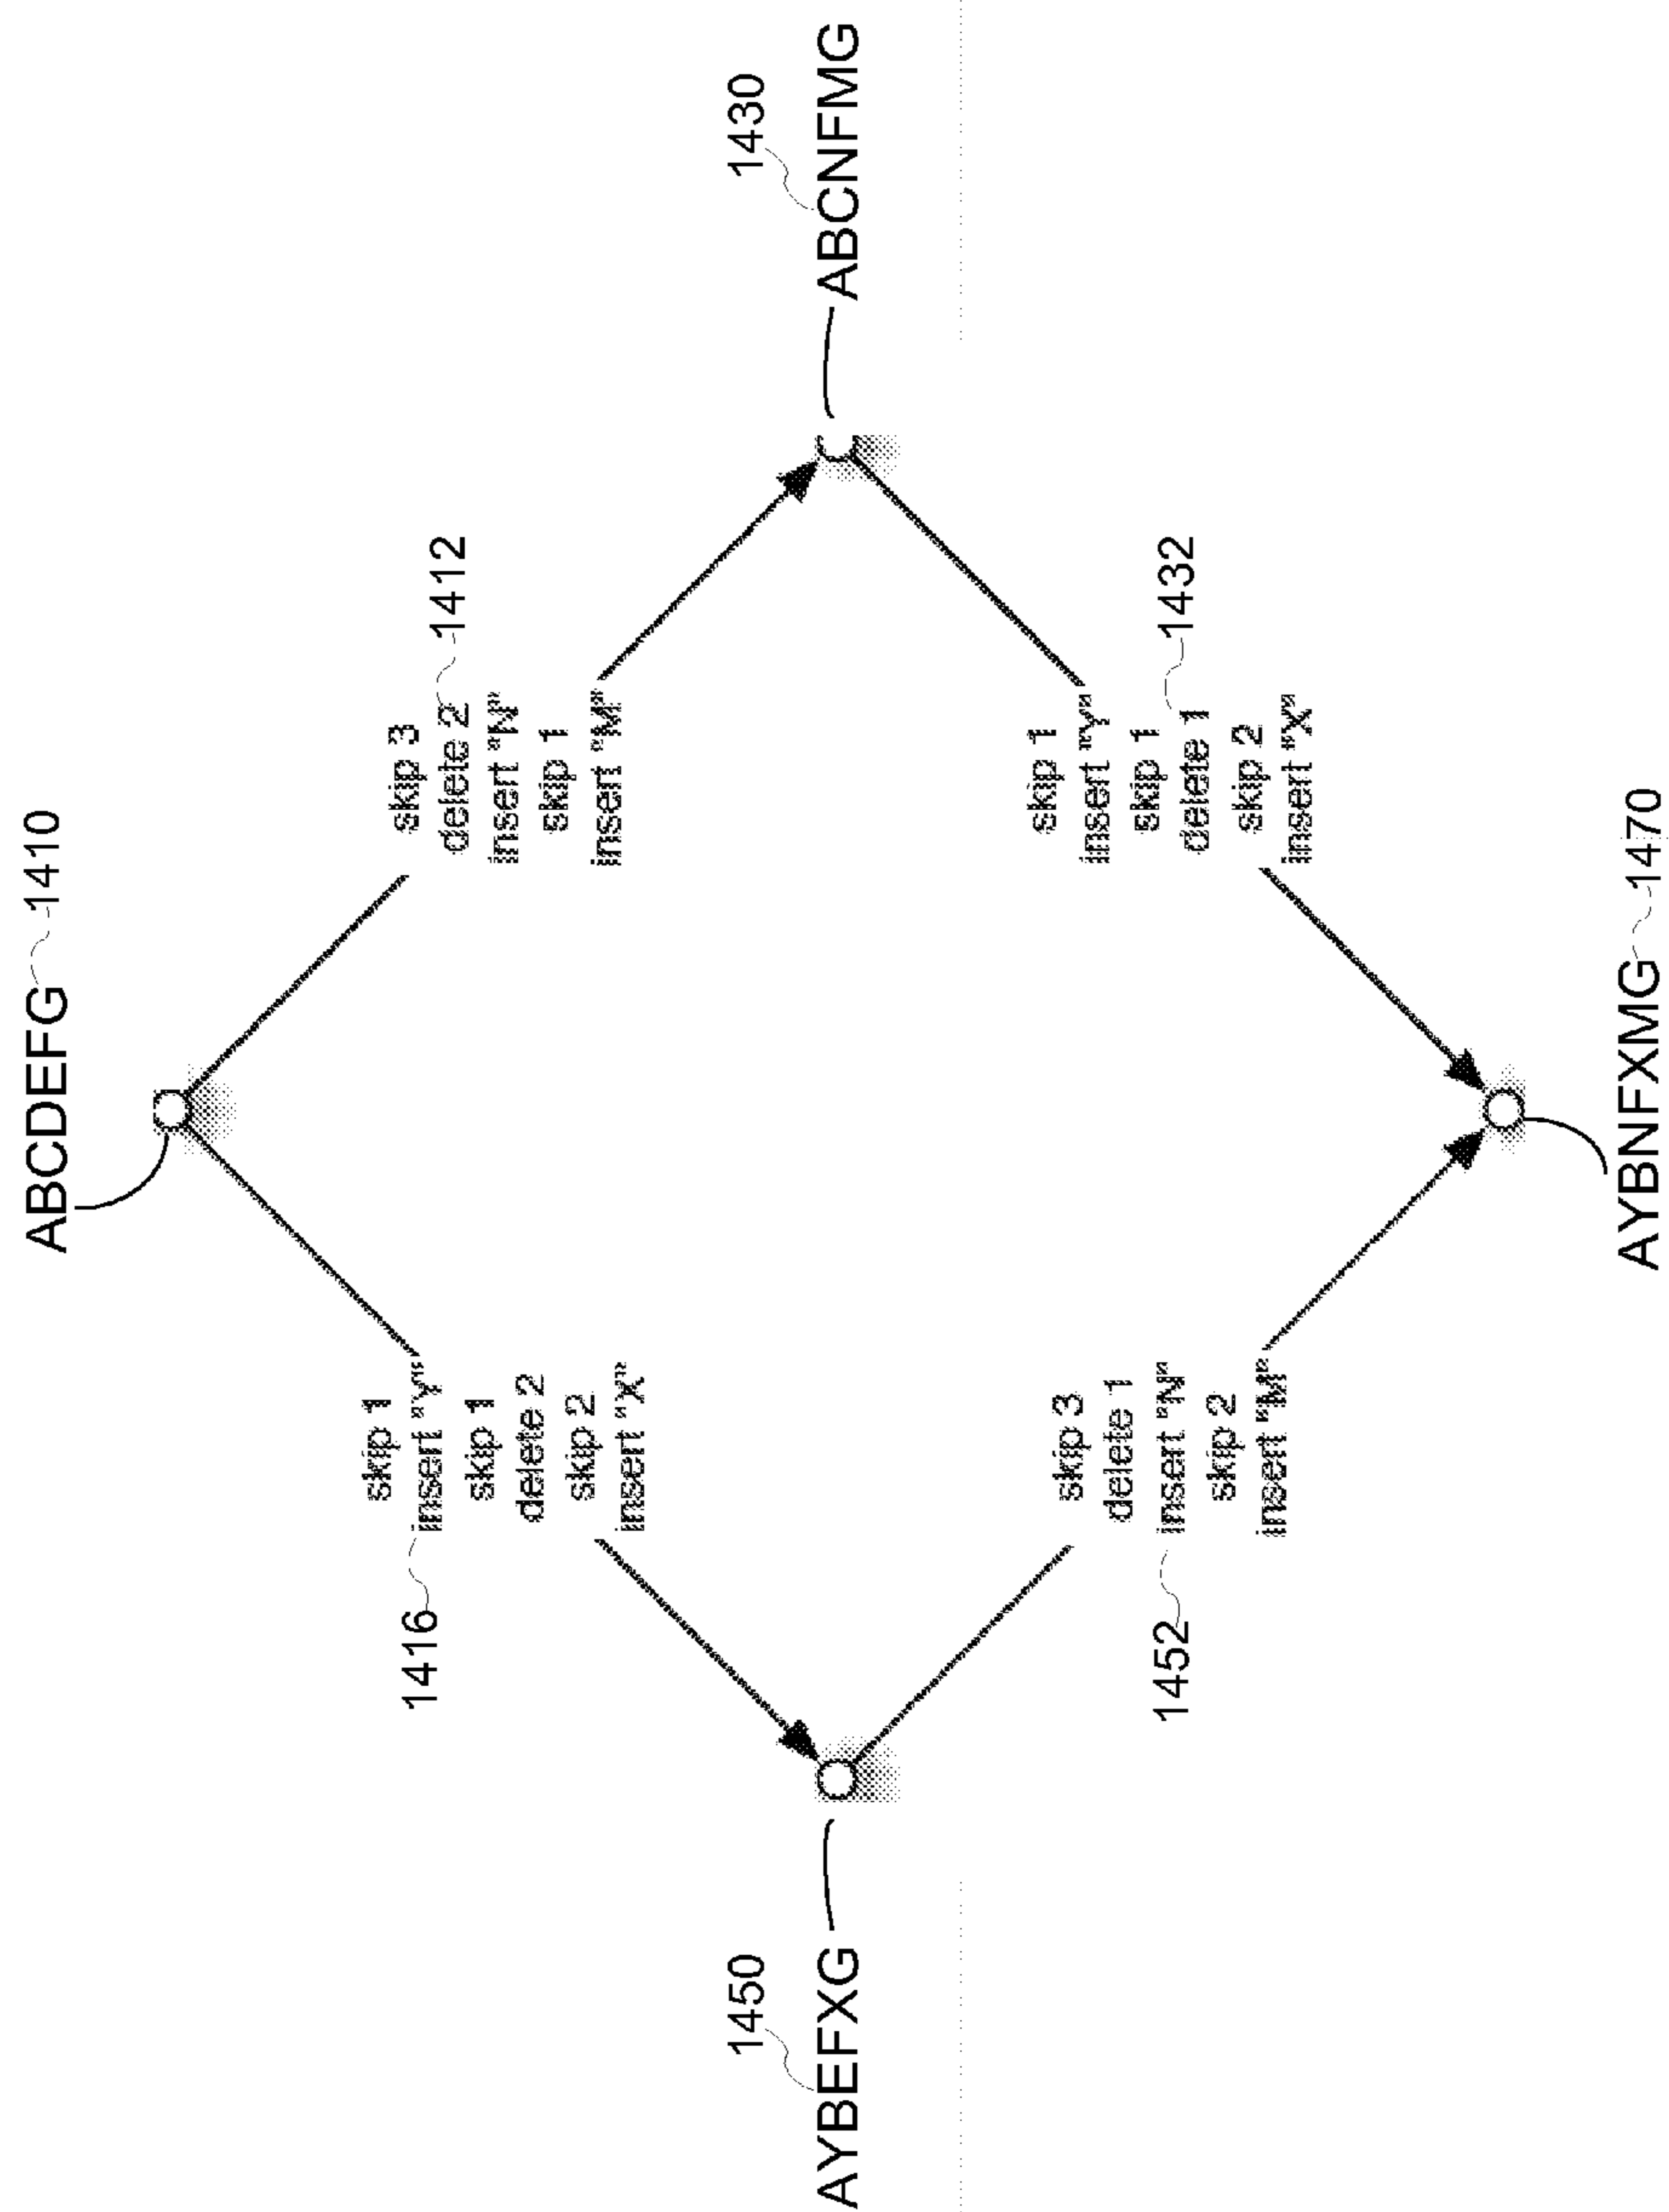 ABCDEFG 1410
skip 1
1416 insert "Y"
skip 1
delete 2
skip 2
insert "X"
skip 3
delete 2 1412
insert "N"
skip 1
insert "M"
1450
AYBEFXG
1430
ABCNFMG
skip 3
delete 1
1452 insert "N"
skip 2
insert "M"
skip 1
insert "Y"
skip 1
delete 1 1432
skip 2
insert "X"
AYBNFXMG 1470